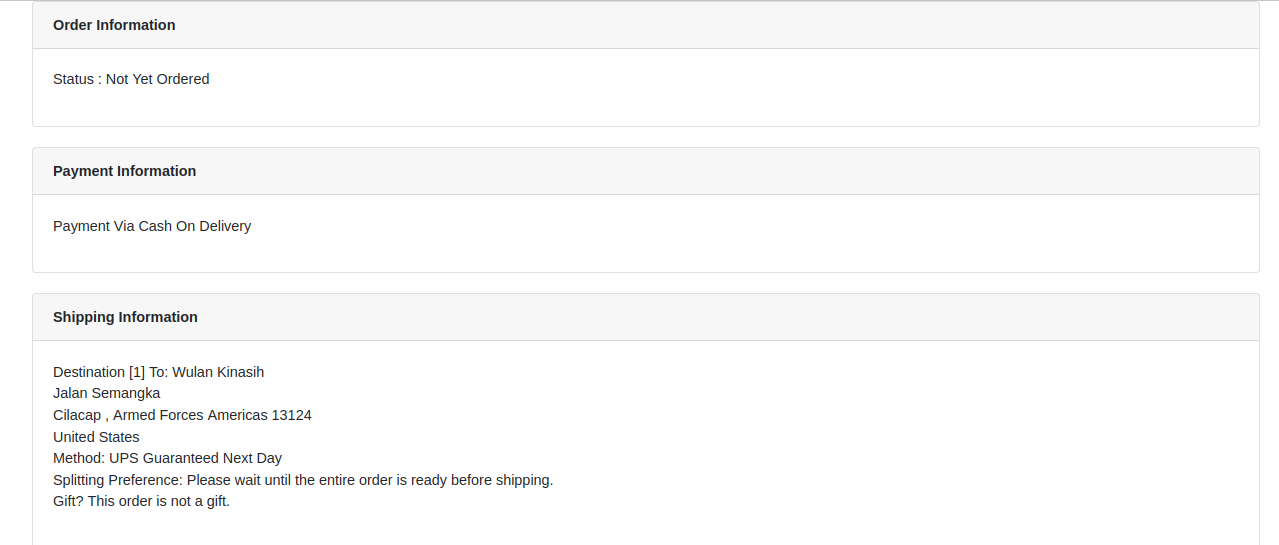 Order Information
Status : Not Yet Ordered
Payment Information
Payment Via Cash On Delivery
Shipping Information
Destination [1] To: Wulan Kinasih
Jalan Semangka
Cilacap , Armed Forces Americas 13124
United States
Method: UPS Guaranteed Next Day
Splitting Preference: Please wait until the entire order is ready before shipping.
Gift? This order is not a gift.